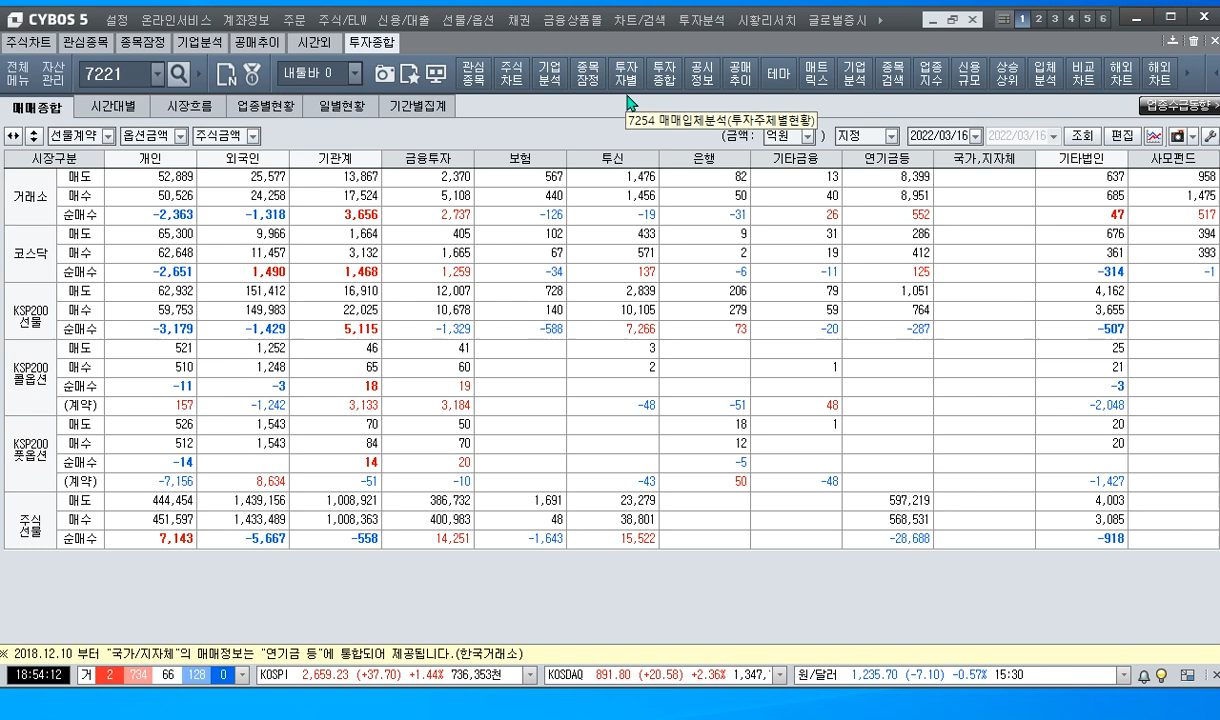 CYBOS 5 설정 온라인서비스 계좌정보 주문 주식/ELW 신용/대출 선물/옵션 채권 금융상품몰 차트/검색 투자분석 시황리서치 글로벌증시 1 2 3 4 5 6
주식차트 관심종목 종목잠정 기업분석 공매추이 시간외 투자종합
전체 메뉴 자산 관리 7221 내툴바 0 관심 종목 주식 차트 기업 분석 종목 잠정 투자 자별 투자 종합 공시 정보 공매 추이 테마 매트 릭스 기업 분석 종목 검색 업종 지수 신용 규모 상승 상위 입체 분석 비교 차트 해외 차트 해외 차트
매매종합 시간대별 시장흐름 업종별현황 일별현황 기간별집계 업종수급동향
7254 매매입체분석(투자주체별현황)
선물계약 옵션금액 주식금액 (금액: 억원 ) 지정 2022/03/16 2022/03/16 조회 편집
시장구분 개인 외국인 기관계 금융투자 보험 투신 은행 기타금융 연기금등 국가,지자체 기타법인 사모펀드
거래소 매도 52,889 25,577 13,867 2,370 567 1,476 82 13 8,399 637 958
매수 50,526 24,258 17,524 5,108 440 1,456 50 40 8,951 685 1,475
순매수 -2,363 -1,318 3,656 2,737 -126 -19 -31 26 552 47 517
코스닥 매도 65,300 9,966 1,664 405 102 433 9 31 286 676 394
매수 62,648 11,457 3,132 1,665 67 571 2 19 412 361 393
순매수 -2,651 1,490 1,468 1,259 -34 137 -6 -11 125 -314 -1
KSP200 선물 매도 62,932 151,412 16,910 12,007 728 2,839 206 79 1,051 4,162
매수 59,753 149,983 22,025 10,678 140 10,105 279 59 764 3,655
순매수 -3,179 -1,429 5,115 -1,329 -588 7,266 73 -20 -287 -507
KSP200 콜옵션 매도 521 1,252 46 41 3 25
매수 510 1,248 65 60 2 1 21
순매수 -11 -3 18 19 -3
(계약) 157 -1,242 3,133 3,184 -48 -51 48 -2,048
KSP200 풋옵션 매도 526 1,543 70 50 18 1 20
매수 512 1,543 84 70 12 20
순매수 -14 14 20 -5
(계약) -7,156 8,634 -51 -10 -43 50 -48 -1,427
주식 선물 매도 444,454 1,439,156 1,008,921 386,732 1,691 23,279 597,219 4,003
매수 451,597 1,433,489 1,008,363 400,983 48 38,801 568,531 3,085
순매수 7,143 -5,667 -558 14,251 -1,643 15,522 -28,688 -918
※ 2018.12.10 부터 "국가/지자체"의 매매정보는 "연기금 등"에 통합되어 제공됩니다.(한국거래소)
18:54:12 거 2 734 66 128 0 KOSPI 2,659.23 (+37.70) +1.44% 736,353천 KOSDAQ 891.80 (+20.58) +2.36% 1,347, 원/달러 1,235.70 (-7.10) -0.57% 15:30